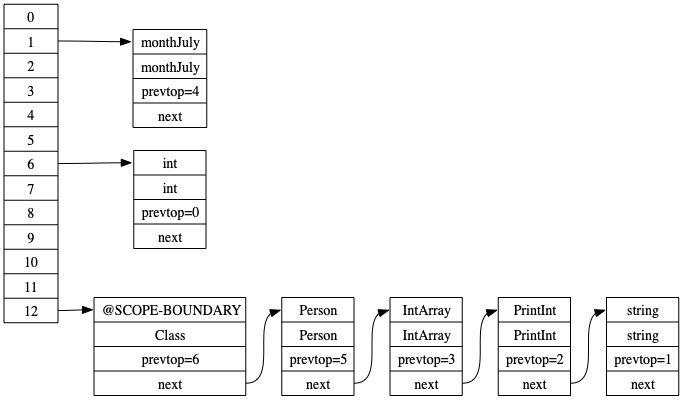 0
1
2
3
4
5
6
7
8
9
10
11
12
monthJuly
monthJuly
prevtop=4
next
int
int
prevtop=0
next
@SCOPE-BOUNDARY
Class
prevtop=6
next
Person
Person
prevtop=5
next
IntArray
IntArray
prevtop=3
next
PrintInt
PrintInt
prevtop=2
next
string
string
prevtop=1
next